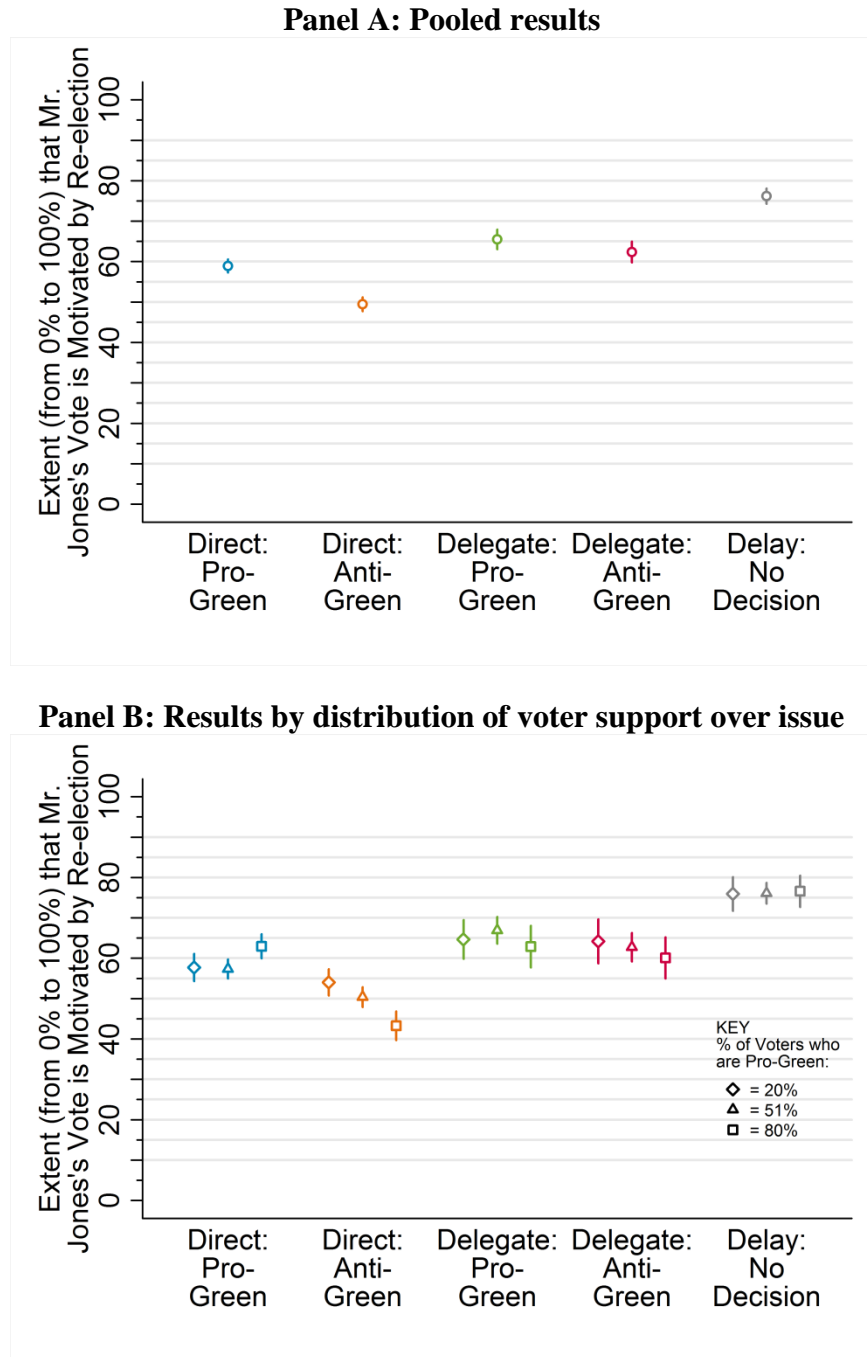 Panel A: Pooled results
Extent (from 0% to 100%) that Mr.
Jones's Vote is Motivated by Re-election
100
80
60
40
20
0
Direct: Pro-Green
Direct: Anti-Green
Delegate: Pro-Green
Delegate: Anti-Green
Delay: No Decision
Panel B: Results by distribution of voter support over issue
Extent (from 0% to 100%) that Mr.
Jones's Vote is Motivated by Re-election
100
80
60
40
20
0
KEY
% of Voters who
are Pro-Green:
= 20%
= 51%
= 80%
Direct: Pro-Green
Direct: Anti-Green
Delegate: Pro-Green
Delegate: Anti-Green
Delay: No Decision